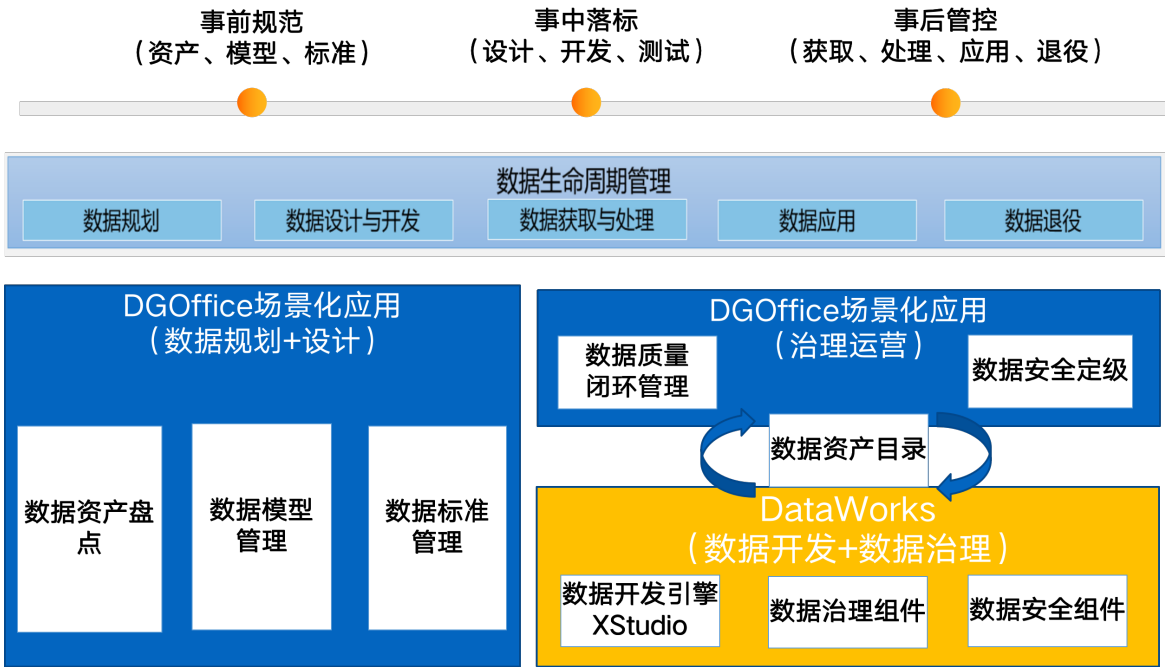 事前规范
（资产、模型、标准）
事中落标
（设计、开发、测试）
事后管控
（获取、处理、应用、退役）
数据生命周期管理
数据规划
数据设计与开发
数据获取与处理
数据应用
数据退役
DGOffice场景化应用
（数据规划+设计）
数据资产盘
点
数据模型
管理
数据标准
管理
DGOffice场景化应用
（治理运营）
数据质量
闭环管理
数据安全定级
数据资产目录
DataWorks
（数据开发+数据治理）
数据开发引擎
XStudio
数据治理组件
数据安全组件